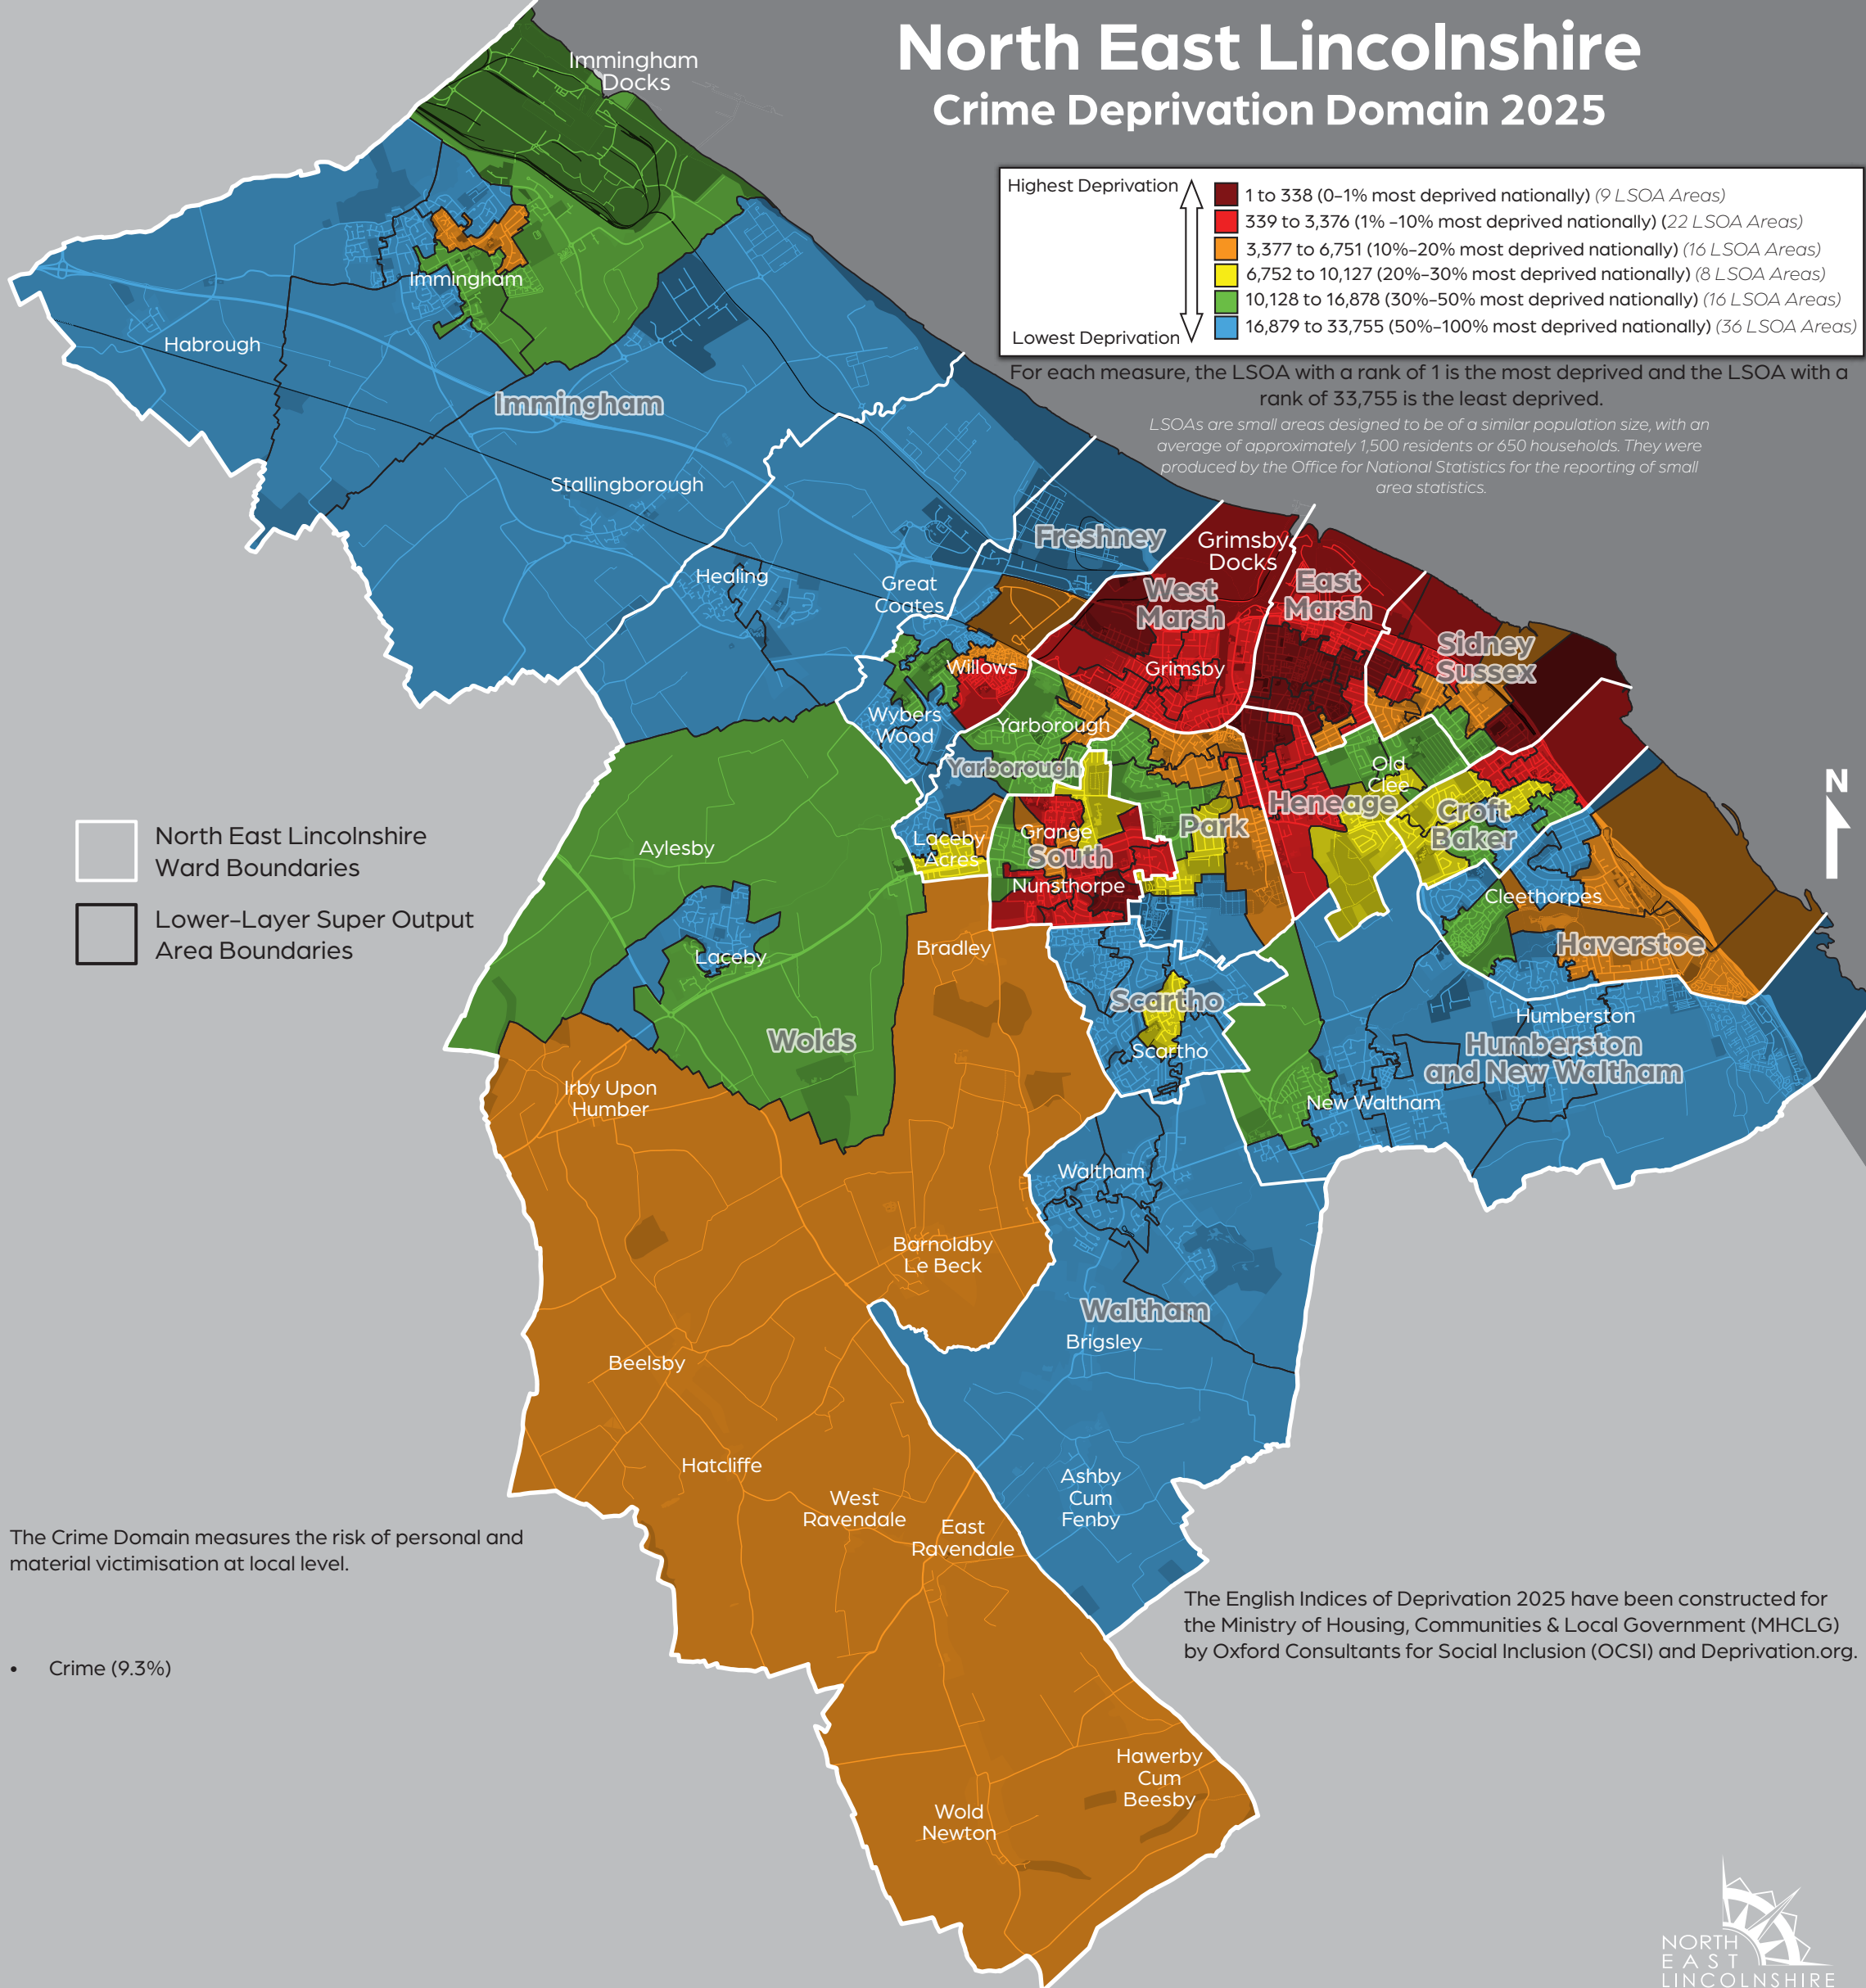 North East Lincolnshire
Crime Deprivation Domain 2025
Highest Deprivation
1 to 338 (0-1% most deprived nationally) (9 LSOA Areas)
339 to 3,376 (1% -10% most deprived nationally) (22 LSOA Areas)
3,377 to 6,751 (10%-20% most deprived nationally) (16 LSOA Areas)
6,752 to 10,127 (20%-30% most deprived nationally) (8 LSOA Areas)
10,128 to 16,878 (30%-50% most deprived nationally) (16 LSOA Areas)
16,879 to 33,755 (50%-100% most deprived nationally) (36 LSOA Areas)
Lowest Deprivation
For each measure, the LSOA with a rank of 1 is the most deprived and the LSOA with a
rank of 33,755 is the least deprived.
LSOAs are small areas designed to be of a similar population size, with an
average of approximately 1,500 residents or 650 households. They were
produced by the Office for National Statistics for the reporting of small
area statistics.
Immingham
Docks
Immingham
Habrough
Immingham
Stallingborough
Healing
Great
Coates
Freshney
Grimsby
Docks
West
Marsh
East
Marsh
Grimsby
Sidney
Sussex
Willows
Wybers
Wood
Yarborough
Yarborough
Old
Clee
Heneage
Croft
Baker
Park
Grange
South
Nunsthorpe
Laceby
Acres
Cleethorpes
Haverstoe
Aylesby
Laceby
Bradley
Wolds
Scartho
Scartho
Humberston
Humberston
and New Waltham
New Waltham
Irby Upon
Humber
Waltham
Barnoldby
Le Beck
Waltham
Brigsley
Beelsby
Hatcliffe
West
Ravendale
East
Ravendale
Ashby
Cum
Fenby
Hawerby
Cum
Beesby
Wold
Newton
N
North East Lincolnshire
Ward Boundaries
Lower-Layer Super Output
Area Boundaries
The Crime Domain measures the risk of personal and
material victimisation at local level.
• Crime (9.3%)
The English Indices of Deprivation 2025 have been constructed for
the Ministry of Housing, Communities & Local Government (MHCLG)
by Oxford Consultants for Social Inclusion (OCSI) and Deprivation.org.
NORTH
EAST
LINCOLNSHIRE